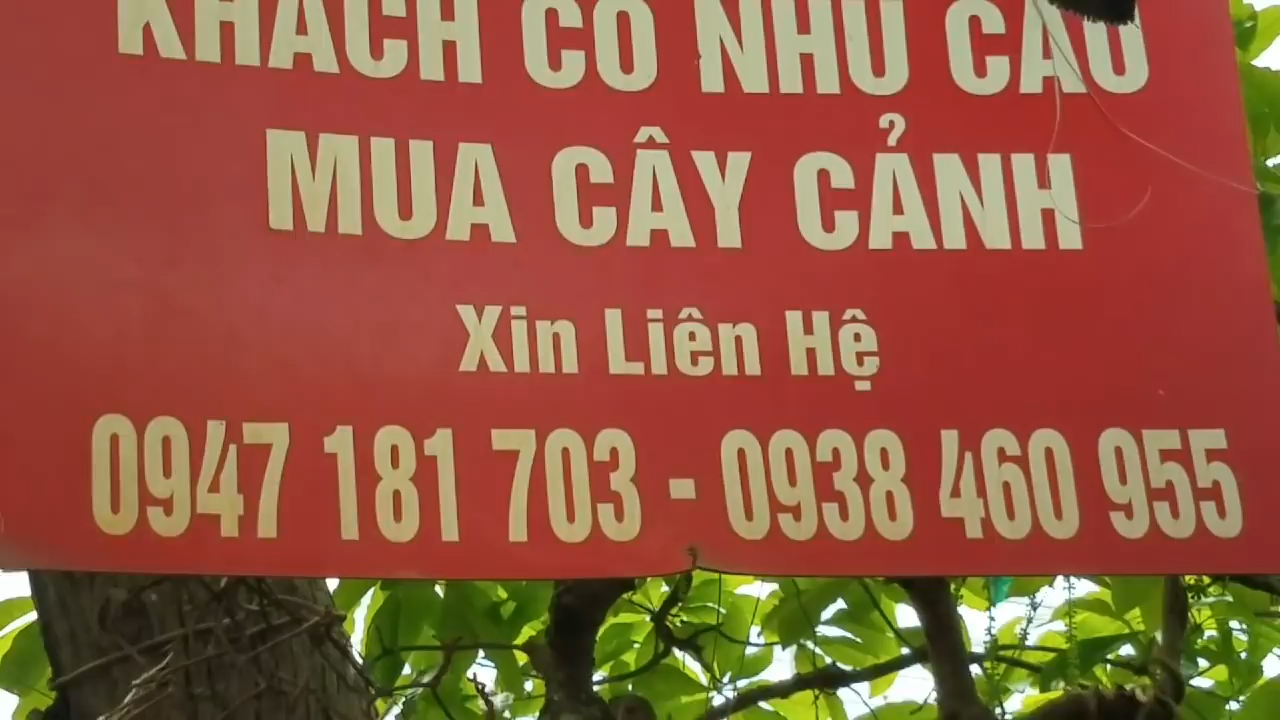 KHÁCH CÓ NHU CẦU
MUA CÂY CẢNH
Xin Liên Hệ
0947 181 703 - 0938 460 955